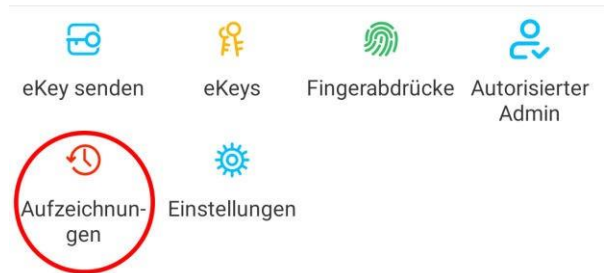 eKey senden
eKeys
Fingerabdrücke
Autorisierter
Admin
Aufzeichnun-
gen
Einstellungen